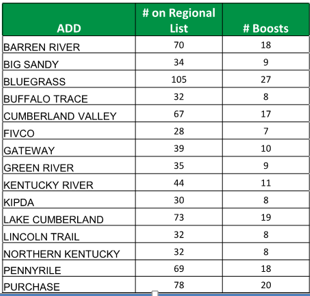 ADD # on Regional List # Boosts
BARREN RIVER 70 18
BIG SANDY 34 9
BLUEGRASS 105 27
BUFFALO TRACE 32 8
CUMBERLAND VALLEY 67 17
FIVCO 28 7
GATEWAY 39 10
GREEN RIVER 35 9
KENTUCKY RIVER 44 11
KIPDA 30 8
LAKE CUMBERLAND 73 19
LINCOLN TRAIL 32 8
NORTHERN KENTUCKY 32 8
PENNYRILE 69 18
PURCHASE 78 20